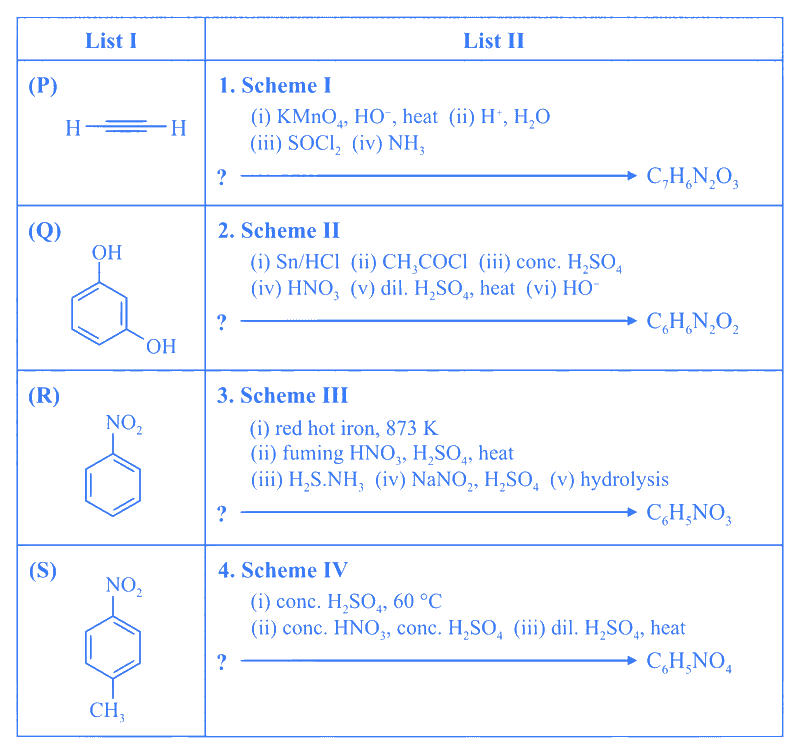 List I
List II
(P)
H H
1. Scheme I
(i) KMnO₄, HO⁻, heat (ii) H⁺, H₂O
(iii) SOCl₂ (iv) NH₃
? C₇H₆N₂O₃
(Q)
OH
OH
2. Scheme II
(i) Sn/HCl (ii) CH₃COCl (iii) conc. H₂SO₄
(iv) HNO₃ (v) dil. H₂SO₄, heat (vi) HO⁻
? C₆H₆N₂O₂
(R)
NO₂
3. Scheme III
(i) red hot iron, 873 K
(ii) fuming HNO₃, H₂SO₄, heat
(iii) H₂S.NH₃ (iv) NaNO₂, H₂SO₄ (v) hydrolysis
? C₆H₅NO₃
(S)
NO₂
CH₃
4. Scheme IV
(i) conc. H₂SO₄, 60 °C
(ii) conc. HNO₃, conc. H₂SO₄ (iii) dil. H₂SO₄, heat
? C₆H₅NO₄